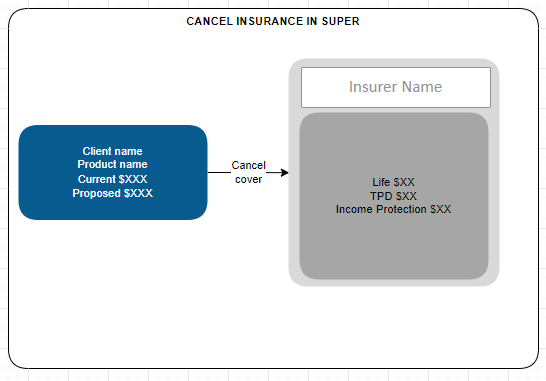 CANCEL INSURANCE IN SUPER
Insurer Name
Client name
Product name
Current $XXX
Proposed $XXX
Cancel
cover
Life $XX
TPD $XX
Income Protection $XX